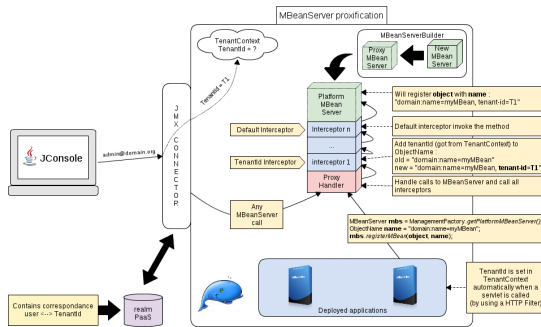 MBeanServer proxification
MBeanServerBuilder
Proxy
MBean
Server
New
MBean
Server
TenantContext
TenantId = ?
TenantId=T1
JMX CONNECTOR
JConsole
admin@domain.org
Platform
MBean
Server
Interceptor n
...
interceptor 1
Proxy
Handler
Default Interceptor
TenantId Interceptor
Will register object with name :
"domain:name=myMBean, tenant-id=T1"
Default interceptor invoke the method
Add tenantId (got from TenantContext) to
ObjectName :
old = "domain:name=myMBean"
new = "domain:name=myMBean, tenant-id=T1"
Handle calls to MBeanServer and call all
interceptors
Any
MBeanServer
call
MBeanServer mbs = ManagementFactory.getPlatformMBeanServer();
ObjectName name = "domain:name=myMBean";
mbs.registerMBean(object, name);
TenantId is set in
TenantContext
automatically when a
servlet is called
(by using a HTTP Filter)
Deployed applications
Contains correspondance
user <--> TenantId
realm
PaaS